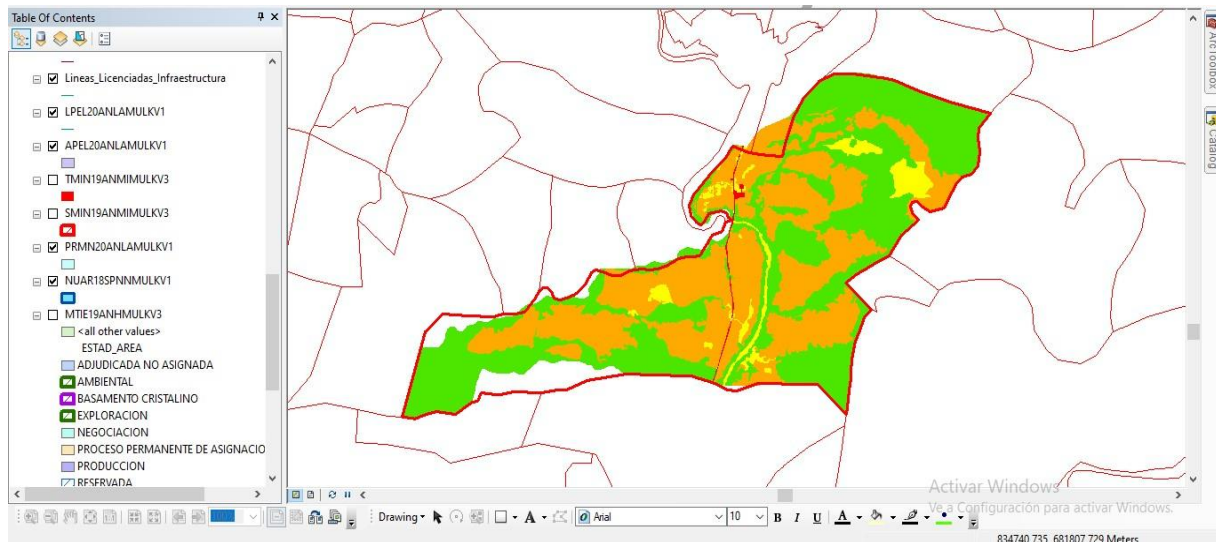 Table Of Contents
Lineas_Licenciadas_Infraestructura
LPEL20ANLAMULKV1
APEL20ANLAMULKV1
TMIN19ANMIMULKV3
SMIN19ANMIMULKV3
PRMN20ANLAMULKV1
NUAR18SPNNMULKV1
MTIE19ANHMULKV3
<all other values>
ESTAD_AREA
ADJUDICADA NO ASIGNADA
AMBIENTAL
BASAMENTO CRISTALINO
EXPLORACION
NEGOCIACION
PROCESO PERMANENTE DE ASIGNACIO
PRODUCCION
RESERVADA
ArcToolbox
Catalog
Activar Windows
Ve a Configuración para activar Windows.
Drawing
Arial
10
B I U A
834740,735 681807,729 Meters